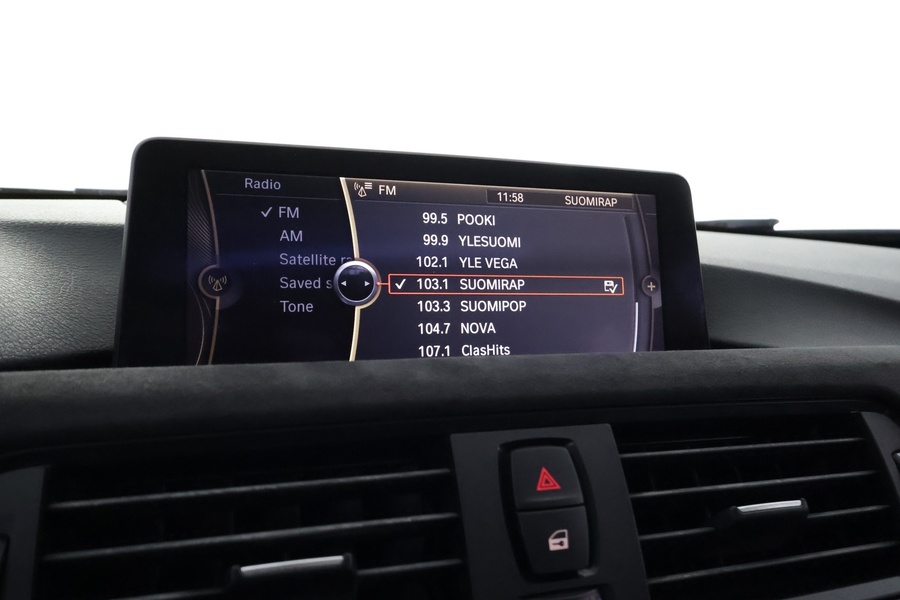 Radio
FM
11:58
SUOMIRAP
FM
AM
Satellite
Saved
Tone
99.5 POOKI
99.9 YLESUOMI
102.1 YLE VEGA
103.1 SUOMIRAP
103.3 SUOMIPOP
104.7 NOVA
107.1 ClasHits